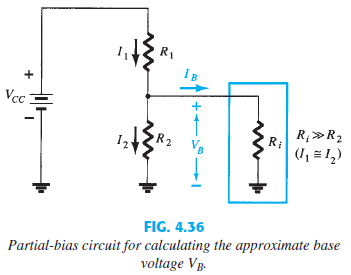 I₁
R₁
I_B
+
V_CC
−
I₂
R₂
+
V_B
−
R_i
R_i ≫ R₂
(I₁ ≅ I₂)
FIG. 4.36
Partial-bias circuit for calculating the approximate base
voltage V_B.